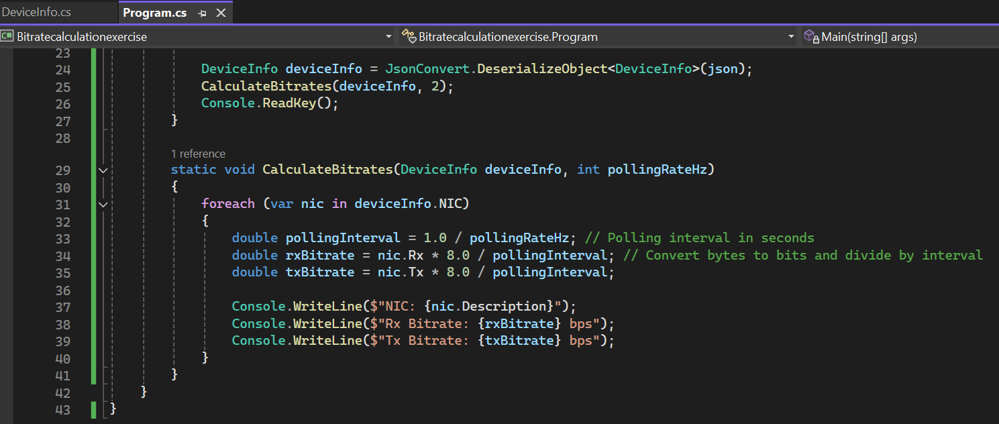 DeviceInfo.cs Program.cs
C# Bitratecalculationexercise Bitratecalculationexercise.Program Main(string[] args)
23
24 DeviceInfo deviceInfo = JsonConvert.DeserializeObject<DeviceInfo>(json);
25 CalculateBitrates(deviceInfo, 2);
26 Console.ReadKey();
27 }
28
1 reference
29 static void CalculateBitrates(DeviceInfo deviceInfo, int pollingRateHz)
30 {
31 foreach (var nic in deviceInfo.NIC)
32 {
33 double pollingInterval = 1.0 / pollingRateHz; // Polling interval in seconds
34 double rxBitrate = nic.Rx * 8.0 / pollingInterval; // Convert bytes to bits and divide by interval
35 double txBitrate = nic.Tx * 8.0 / pollingInterval;
36
37 Console.WriteLine($"NIC: {nic.Description}");
38 Console.WriteLine($"Rx Bitrate: {rxBitrate} bps");
39 Console.WriteLine($"Tx Bitrate: {txBitrate} bps");
40 }
41 }
42 }
43 }